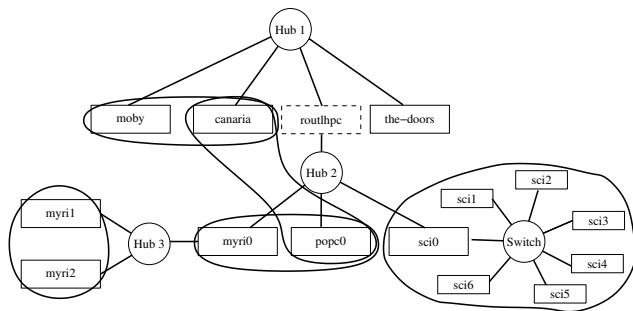 Hub 1
moby
canaria
routlhpc
the−doors
Hub 2
sci2
sci1
myri1
sci3
Hub 3
myri0
popc0
sci0
Switch
sci4
myri2
sci6
sci5